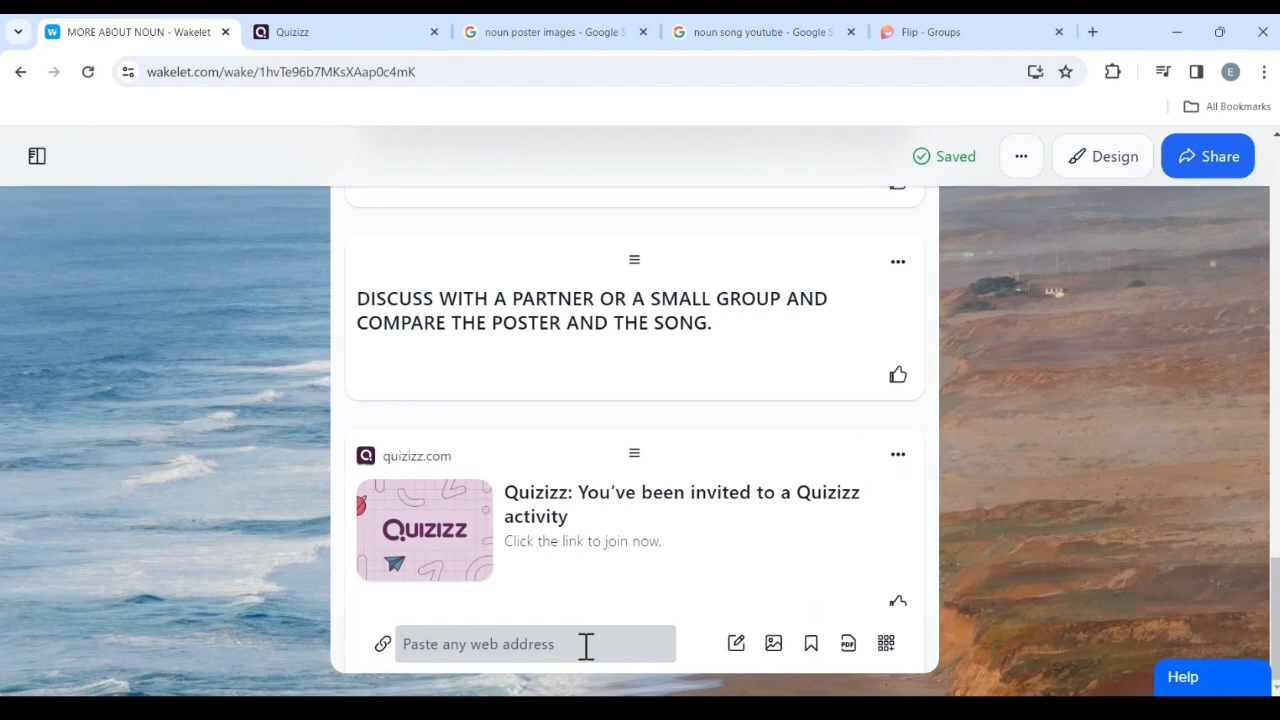 MORE ABOUT NOUN - Wakelet
Quizizz
noun poster images - Google S
noun song youtube - Google S
Flip - Groups
wakelet.com/wake/1hvTe96b7MKsXAap0c4mK
E
All Bookmarks
Saved
Design
Share
DISCUSS WITH A PARTNER OR A SMALL GROUP AND
COMPARE THE POSTER AND THE SONG.
quizizz.com
QUIZIZZ
Quizizz: You've been invited to a Quizizz
activity
Click the link to join now.
Paste any web address
PDF
Help